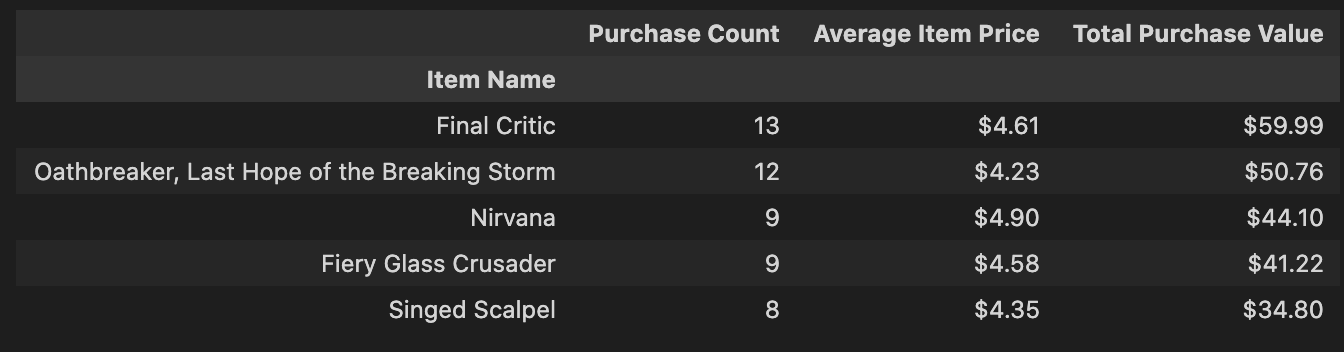 Purchase Count Average Item Price Total Purchase Value
Item Name
Final Critic 13 $4.61 $59.99
Oathbreaker, Last Hope of the Breaking Storm 12 $4.23 $50.76
Nirvana 9 $4.90 $44.10
Fiery Glass Crusader 9 $4.58 $41.22
Singed Scalpel 8 $4.35 $34.80